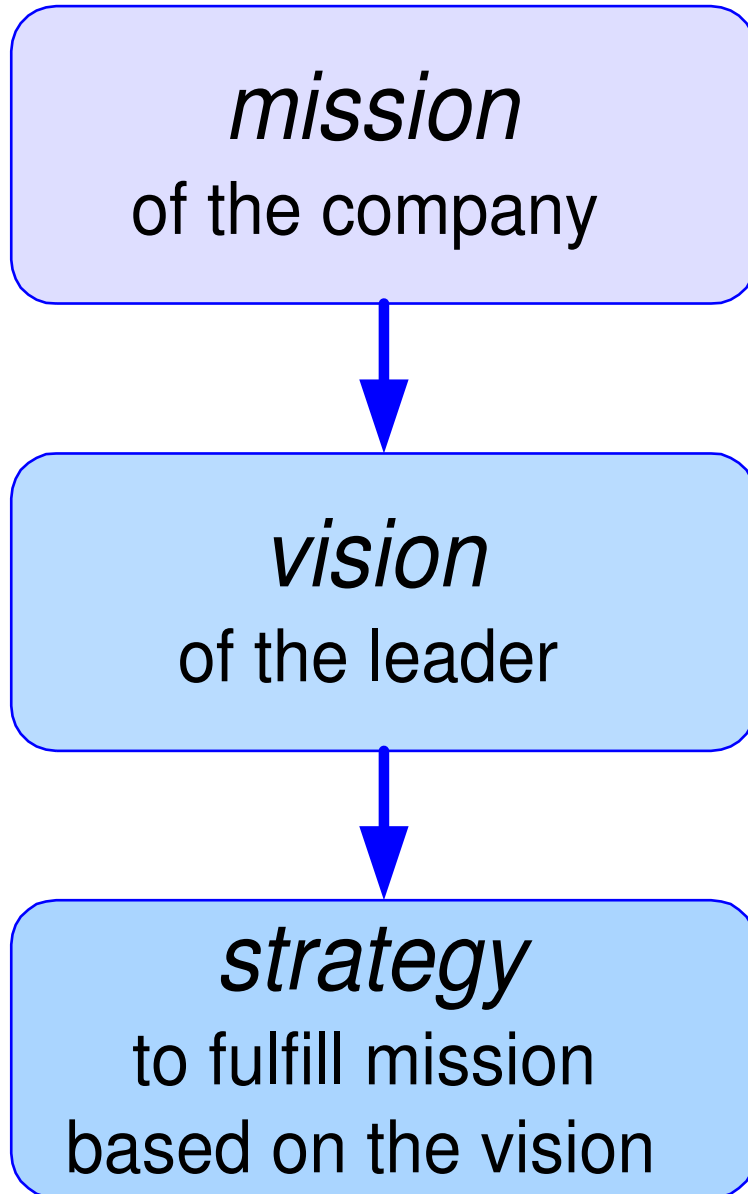 mission
of the company
vision
of the leader
strategy
to fulfill mission
based on the vision